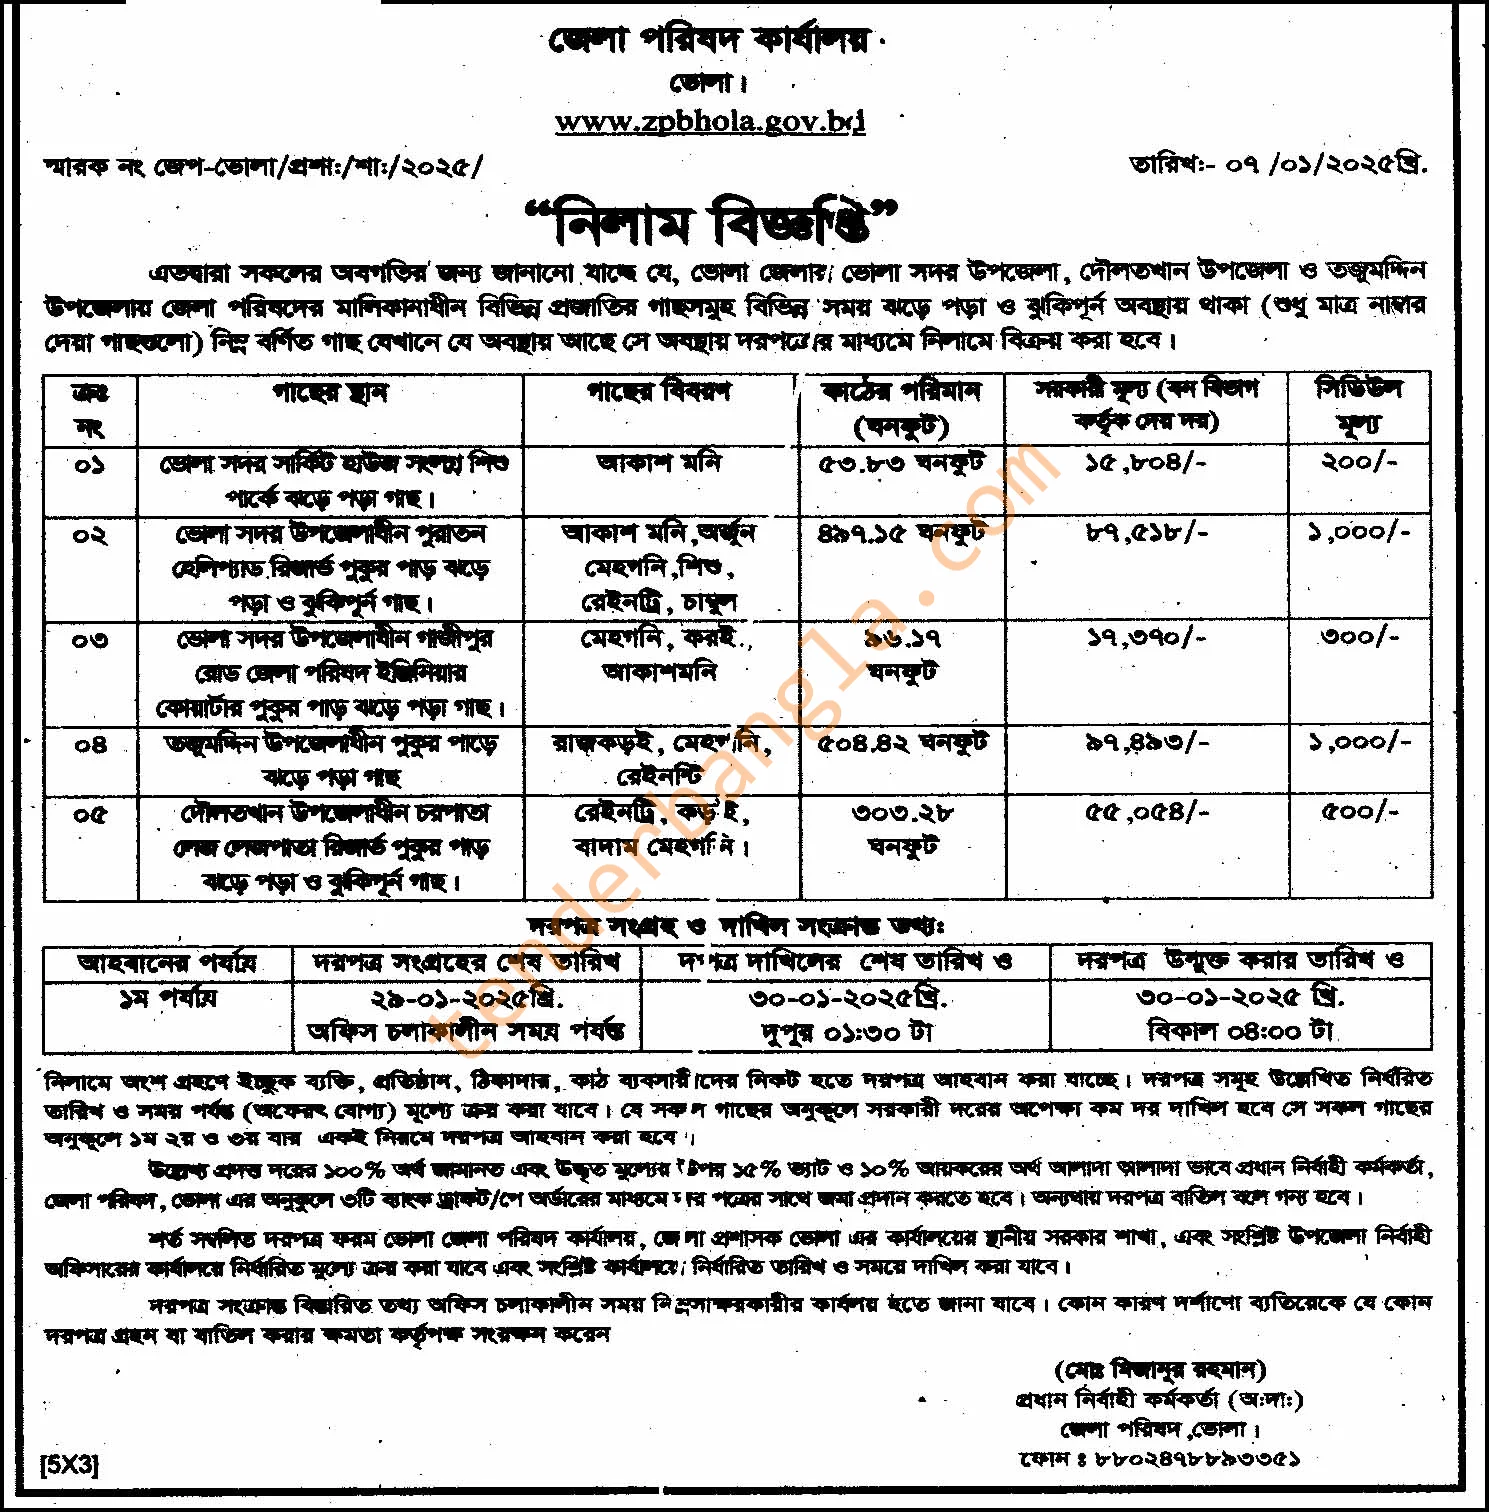 জেলা পরিষদ কার্যালয়
ভোলা।
www.zpbhola.gov.bd
স্মারক নং জেপ-ভোলা/প্রশাঃ/শাঃ/২০২৫/
তারিখঃ- ০৭ /০১/২০২৫খ্রি.
“নিলাম বিজ্ঞপ্তি”
এতদ্বারা সকলের অবগতির জন্য জানানো যাচ্ছে যে, ভোলা জেলার ভোলা সদর উপজেলা, দৌলতখান উপজেলা ও তজুমদ্দিন
উপজেলায় জেলা পরিষদের মালিকানাধীন বিভিন্ন প্রজাতির গাছসমুহ বিভিন্ন সময় ঝড়ে পড়া ও ঝুকিপূর্ন অবস্থায় থাকা (শুধু মাত্র নাম্বার
দেয়া গাছগুলো) নিম্ন বর্ণিত গাছ যেখানে যে অবস্থায় আছে সে অবস্থায় দরপত্রের মাধ্যমে নিলামে বিক্রয় করা হবে।
ক্রঃ নং
গাছের স্থান
গাছের বিবরণ
কাঠের পরিমান (ঘনফুট)
সরকারী মূল্য (বন বিভাগ কর্তৃক দেয় দর)
সিডিউল মূল্য
০১
ভোলা সদর সার্কিট হাউজ সংলগ্ন শিশু
পার্কে ঝড়ে পড়া গাছ।
আকাশ মনি
৫৩.৮৩ ঘনফুট
১৫,৮০৪/-
২০০/-
০২
ভোলা সদর উপজেলাধীন পুরাতন
হেলিপ্যাড রিজার্ভ পুকুর পাড় ঝড়ে
পড়া ও ঝুকিপূর্ন গাছ।
আকাশ মনি,অর্জুন
মেহগনি,শিশু,
রেইনট্রি, চাম্বুল
৪৯৭.১৫ ঘনফুট
৮৭,৫১৮/-
১,০০০/-
০৩
ভোলা সদর উপজেলাধীন গাজীপুর
রোড জেলা পরিষদ ইঞ্জিনিয়ার
কোয়ার্টার পুকুর পাড় ঝড়ে পড়া গাছ।
মেহগনি, করই,
আকাশমনি
৯৬.১৭
ঘনফুট
১৭,৩৭০/-
৩০০/-
০৪
তজুমদ্দিন উপজেলাধীন পুকুর পাড়ে
ঝড়ে পড়া গাছ
রাজকড়ই, মেহগনি,
রেইনস্টি
৫০৪.৪২ ঘনফুট
৯৭,৪৯৩/-
১,০০০/-
০৫
দৌলতখান উপজেলাধীন চরপাতা
লেজ লেজপাতা রিজার্ভ পুকুর পাড়
ঝড়ে পড়া ও ঝুকিপূর্ন গাছ।
রেইনট্রি, কড়ই,
বাদাম মেহগনি।
৩০৩.২৮
ঘনফুট
৫৫,০৫৪/-
৫০০/-
দরপত্র সংগ্রহ ও দাখিল সংক্রান্ত তথ্যঃ
আহবানের পর্যায়
দরপত্র সংগ্রহের শেষ তারিখ
দরপত্র দাখিলের শেষ তারিখ ও
দরপত্র উন্মুক্ত করার তারিখ ও
১ম পর্যায়
২৯-০১-২০২৫খ্রি.
অফিস চলাকালীন সময় পর্যন্ত
৩০-০১-২০২৫খ্রি.
দুপুর ০১:৩০ টা
৩০-০১-২০২৫ খ্রি.
বিকাল ০৪:০০ টা
নিলামে অংশ গ্রহণে ইচ্ছুক ব্যক্তি, প্রতিষ্ঠান, ঠিকাদার, কাঠ ব্যবসায়ীদের নিকট হতে দরপত্র আহবান করা যাচ্ছে। দরপত্র সমূহ উল্লেখিত নির্ধারিত
তারিখ ও সময় পর্যন্ত (অফেরৎ যোগ্য) মূল্যে ক্রয় করা যাবে। যে সকল গাছের অনুকূলে সরকারী দরের অপেক্ষা কম দর দাখিল হবে সে সকল গাছের
অনুকূলে ১ম ২য় ও ৩য় বার একই নিয়মে দরপত্র আহবান করা হবে।
উল্লেখ্য প্রদত্ত দরের ১০০% অর্থ জামানত এবং উদ্ধৃত মূল্যের উপর ১৫% ভ্যাট ও ১০% আয়করের অর্থ আলাদা আলাদা ভাবে প্রধান নির্বাহী কর্মকর্তা,
জেলা পরিষদ, ভোলা এর অনুকূলে ৩টি ব্যাংক ড্রাফট/পে অর্ডারের মাধ্যমে দর পত্রের সাথে জমা প্রদান করতে হবে। অন্যথায় দরপত্র বাতিল বলে গন্য হবে।
শর্ত সম্বলিত দরপত্র ফরম ভোলা জেলা পরিষদ কার্যালয়, জেলা প্রশাসক ভোলা এর কার্যালয়ের স্থানীয় সরকার শাখা, এবং সংশ্লিষ্ট উপজেলা নির্বাহী
অফিসারের কার্যালয়ে নির্ধারিত মূল্যে ক্রয় করা যাবে এবং সংশ্লিষ্ট কার্যালয়ে নির্ধারিত তারিখ ও সময়ে দাখিল করা যাবে।
দরপত্র সংক্রান্ত বিস্তারিত তথ্য অফিস চলাকালীন সময় নিম্নসাক্ষরকারীর কার্যলয় হতে জানা যাবে। কোন কারণ দর্শাণো ব্যতিরেকে যে কোন
দরপত্র গ্রহন বা বাতিল করার ক্ষমতা কর্তৃপক্ষ সংরক্ষন করেন
(মোঃ মিজানুর রহমান)
প্রধান নির্বাহী কর্মকর্তা (অ:দা:)
জেলা পরিষদ,ভোলা।
ফোন ঃ ৮৮০২৪৭৮৮৯৩৩৫১
[5X3]
tenderbangla.com